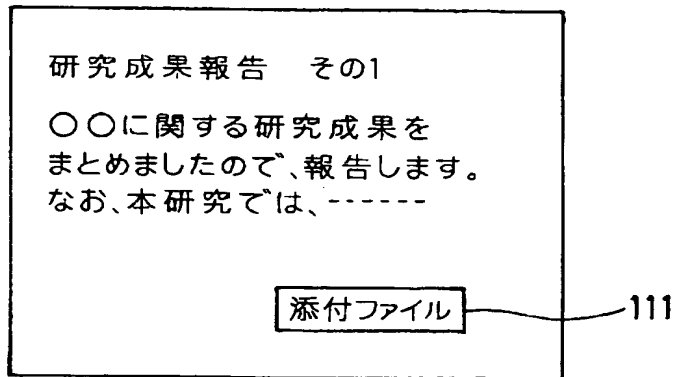 研究成果報告 その1
○○に関する研究成果を
まとめましたので、報告します。
なお、本研究では、------
添付ファイル
111